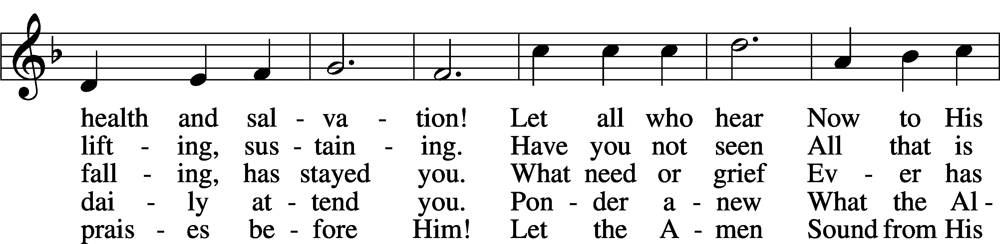 health and sal - va - tion! Let all who hear Now to His
lift - ing, sus - tain - ing. Have you not seen All that is
fall - ing, has stayed you. What need or grief Ev - er has
dai - ly at - tend you. Pon - der a - new What the Al -
prais - es be - fore Him! Let the A - men Sound from His